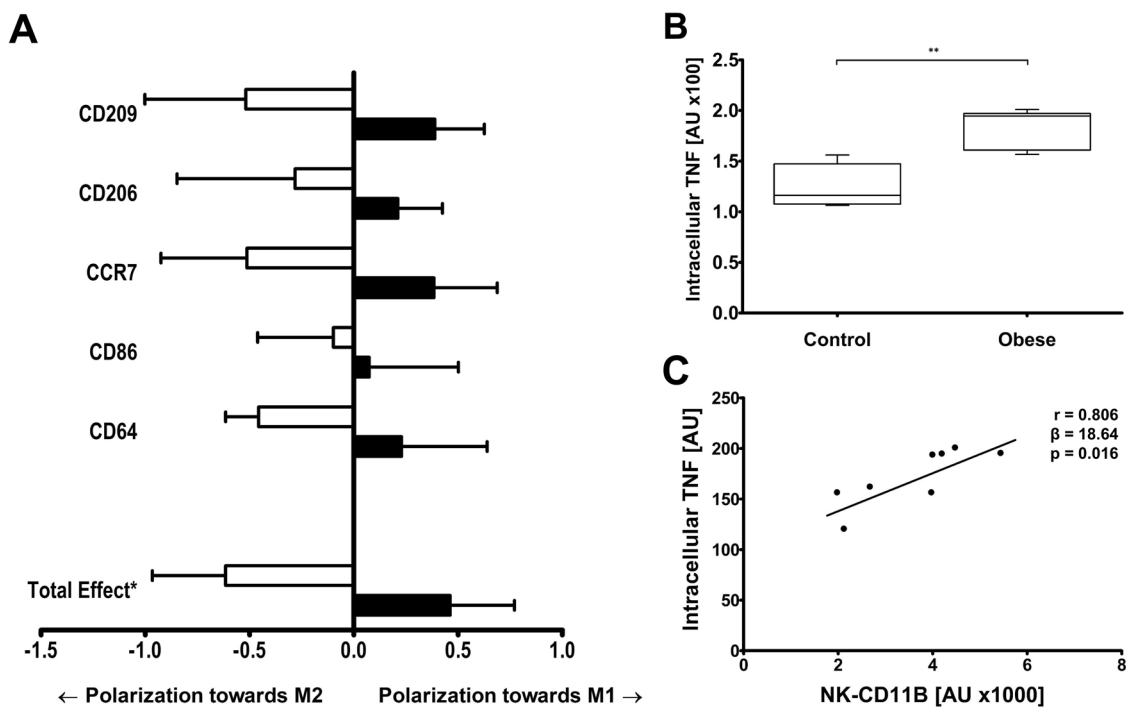 A
CD209
CD206
CCR7
CD86
CD64
Total Effect*
-1.5 -1.0 -0.5 0.0 0.5 1.0
← Polarization towards M2 Polarization towards M1 →
B
**
Intracellular TNF [AU x100]
2.5
2.0
1.5
1.0
0.5
0.0
Control Obese
C
Intracellular TNF [AU]
250
200
150
100
50
0
r = 0.806
β = 18.64
p = 0.016
0 2 4 6 8
NK-CD11B [AU x1000]